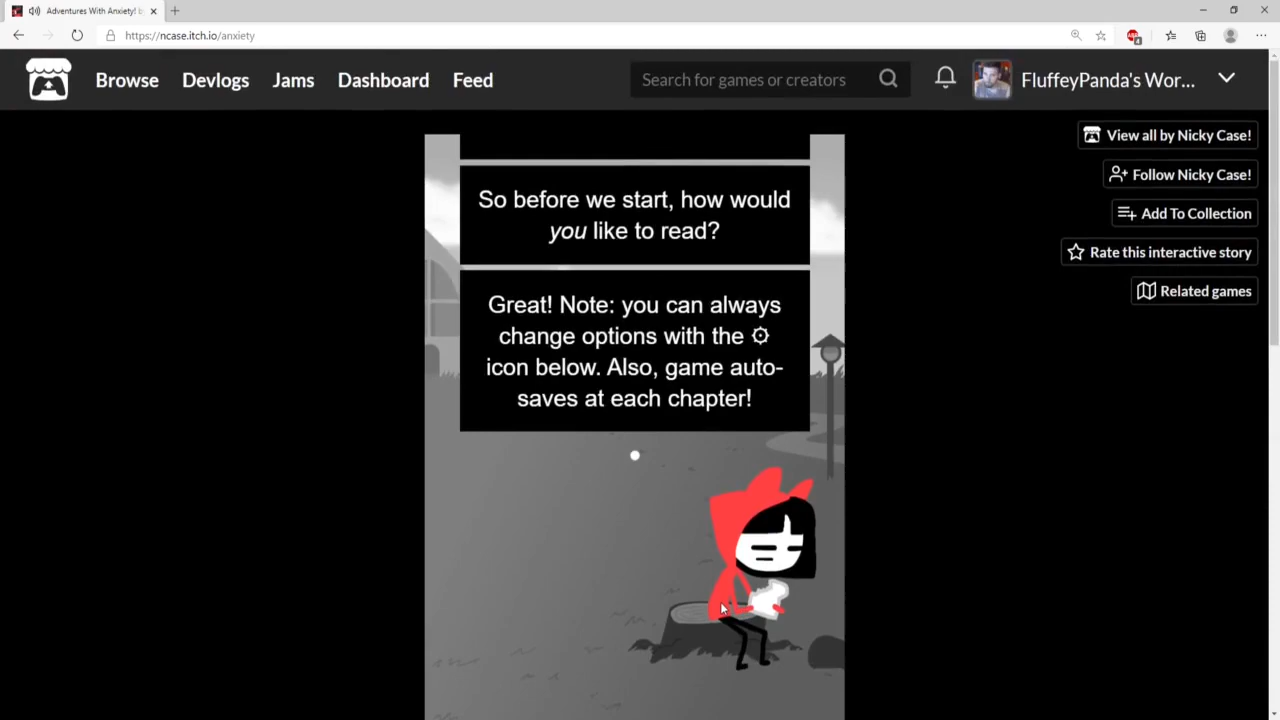 Adventures With Anxiety! b
https://ncase.itch.io/anxiety
Browse
Devlogs
Jams
Dashboard
Feed
Search for games or creators
FluffeyPanda's Wor...
View all by Nicky Case!
Follow Nicky Case!
Add To Collection
Rate this interactive story
Related games
So before we start, how would
you like to read?
Great! Note: you can always
change options with the ⚙
icon below. Also, game auto-
saves at each chapter!